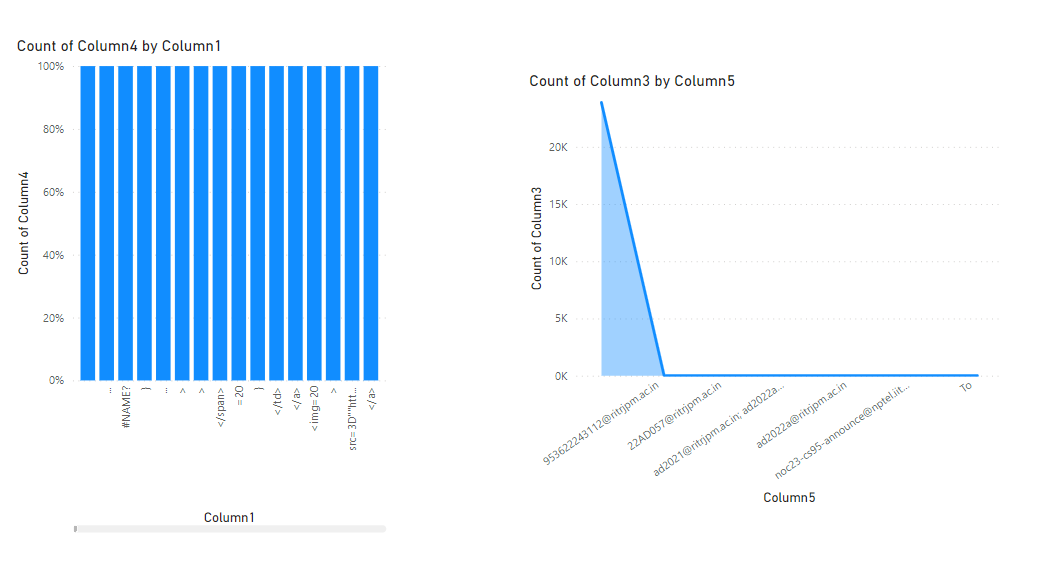 Count of Column4 by Column1
Count of Column4
100%
80%
60%
40%
20%
0%
...
#NAME?
}
...
>
>
</span>
=20
}
</td>
</a>
<img=20
>
src=3D""htt...
</a>
Column1
Count of Column3 by Column5
Count of Column3
20K
15K
10K
5K
0K
953622243112@ritrjpm.ac.in
22AD057@ritrjpm.ac.in
ad2021@ritrjpm.ac.in; ad2022a...
ad2022a@ritrjpm.ac.in
noc23-cs95-announce@nptel.iit...
To
Column5